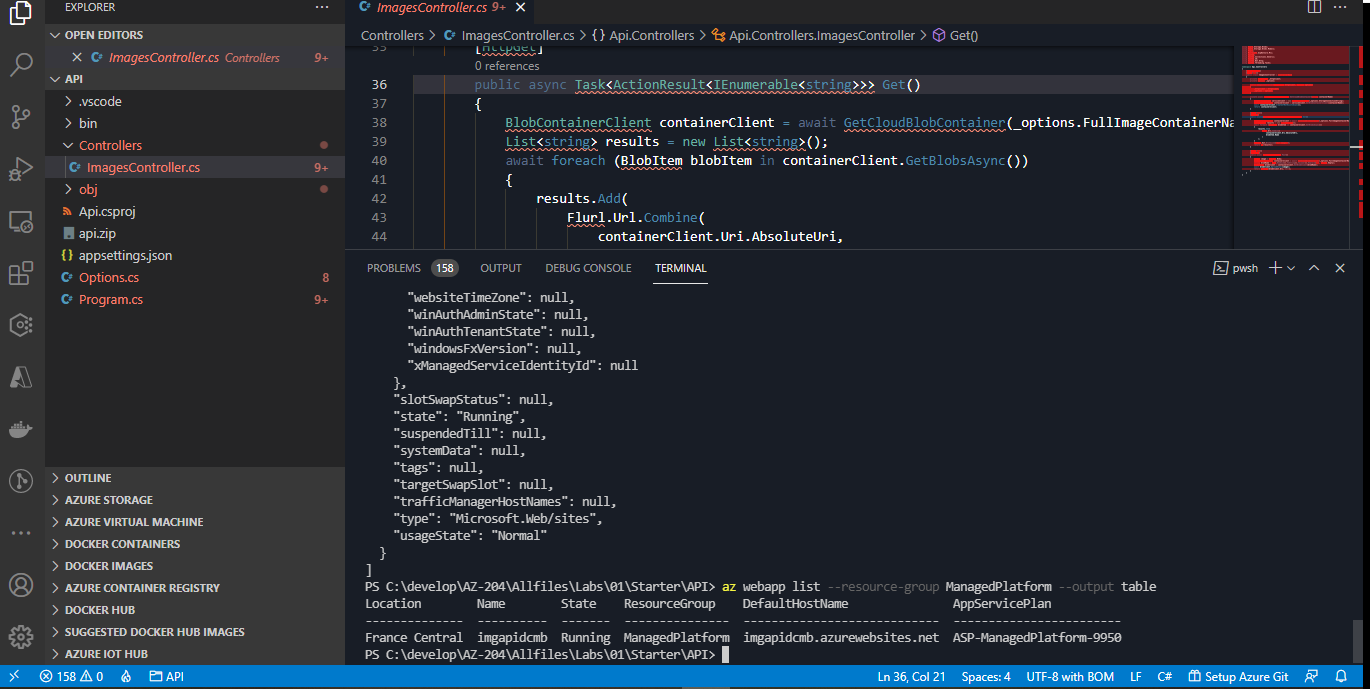 EXPLORER ...
OPEN EDITORS
ImagesController.cs Controllers 9+
API
.vscode
bin
Controllers
ImagesController.cs 9+
obj
Api.csproj
api.zip
appsettings.json
Options.cs 8
Program.cs 9+
OUTLINE
AZURE STORAGE
AZURE VIRTUAL MACHINE
DOCKER CONTAINERS
DOCKER IMAGES
AZURE CONTAINER REGISTRY
DOCKER HUB
SUGGESTED DOCKER HUB IMAGES
AZURE IOT HUB
ImagesController.cs 9+
Controllers > ImagesController.cs > {} Api.Controllers > Api.Controllers.ImagesController > Get()
35 [HttpGet]
0 references
36 public async Task<ActionResult<IEnumerable<string>>> Get()
37 {
38 BlobContainerClient containerClient = await GetCloudBlobContainer(_options.FullImageContainerNa
39 List<string> results = new List<string>();
40 await foreach (BlobItem blobItem in containerClient.GetBlobsAsync())
41 {
42 results.Add(
43 Flurl.Url.Combine(
44 containerClient.Uri.AbsoluteUri,
PROBLEMS 158 OUTPUT DEBUG CONSOLE TERMINAL pwsh
"websiteTimeZone": null,
"winAuthAdminState": null,
"winAuthTenantState": null,
"windowsFxVersion": null,
"xManagedServiceIdentityId": null
},
"slotSwapStatus": null,
"state": "Running",
"suspendedTill": null,
"systemData": null,
"tags": null,
"targetSwapSlot": null,
"trafficManagerHostNames": null,
"type": "Microsoft.Web/sites",
"usageState": "Normal"
}
]
PS C:\develop\AZ-204\Allfiles\Labs\01\Starter\API> az webapp list --resource-group ManagedPlatform --output table
Location Name State ResourceGroup DefaultHostName AppServicePlan
-------------- ---------- ------- --------------- ---------------------------- ------------------------
France Central imgapidcmb Running ManagedPlatform imgapidcmb.azurewebsites.net ASP-ManagedPlatform-9950
PS C:\develop\AZ-204\Allfiles\Labs\01\Starter\API>
158 0 API Ln 36, Col 21 Spaces: 4 UTF-8 with BOM LF C# Setup Azure Git